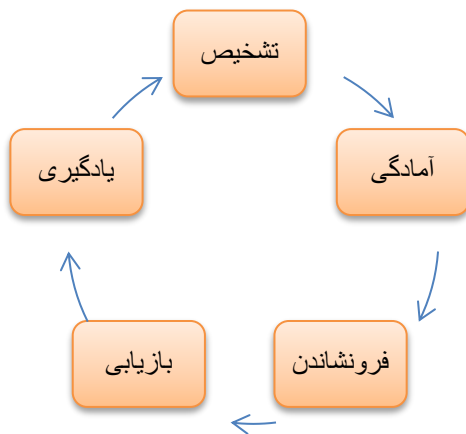 تشخیص
آمادگی
فرونشاندن
بازیابی
یادگیری